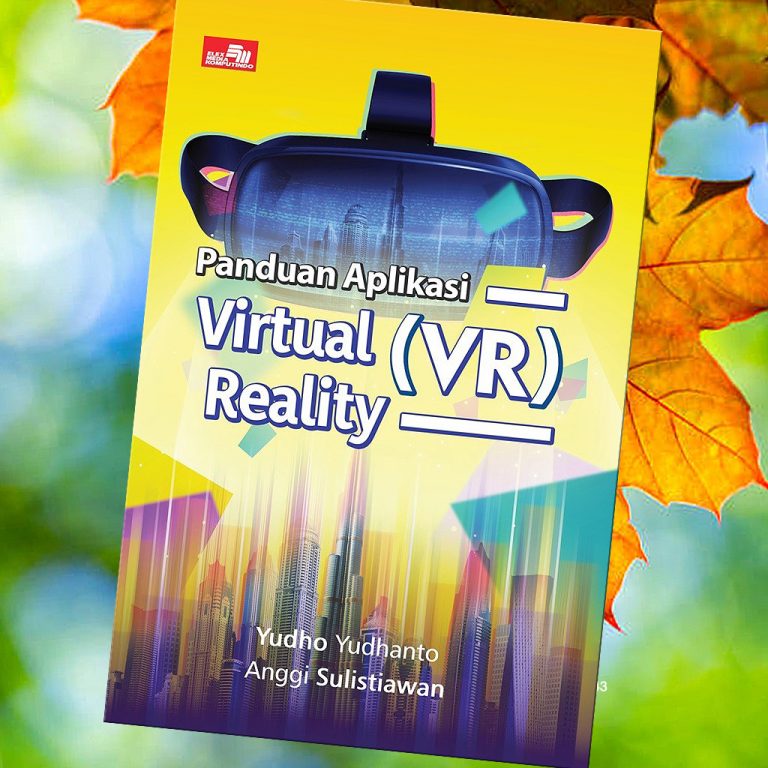 ELEX
MEDIA
KOMPUTINDO
Panduan Aplikasi
Virtual (VR)
Reality
Yudho Yudhanto
Anggi Sulistiawan